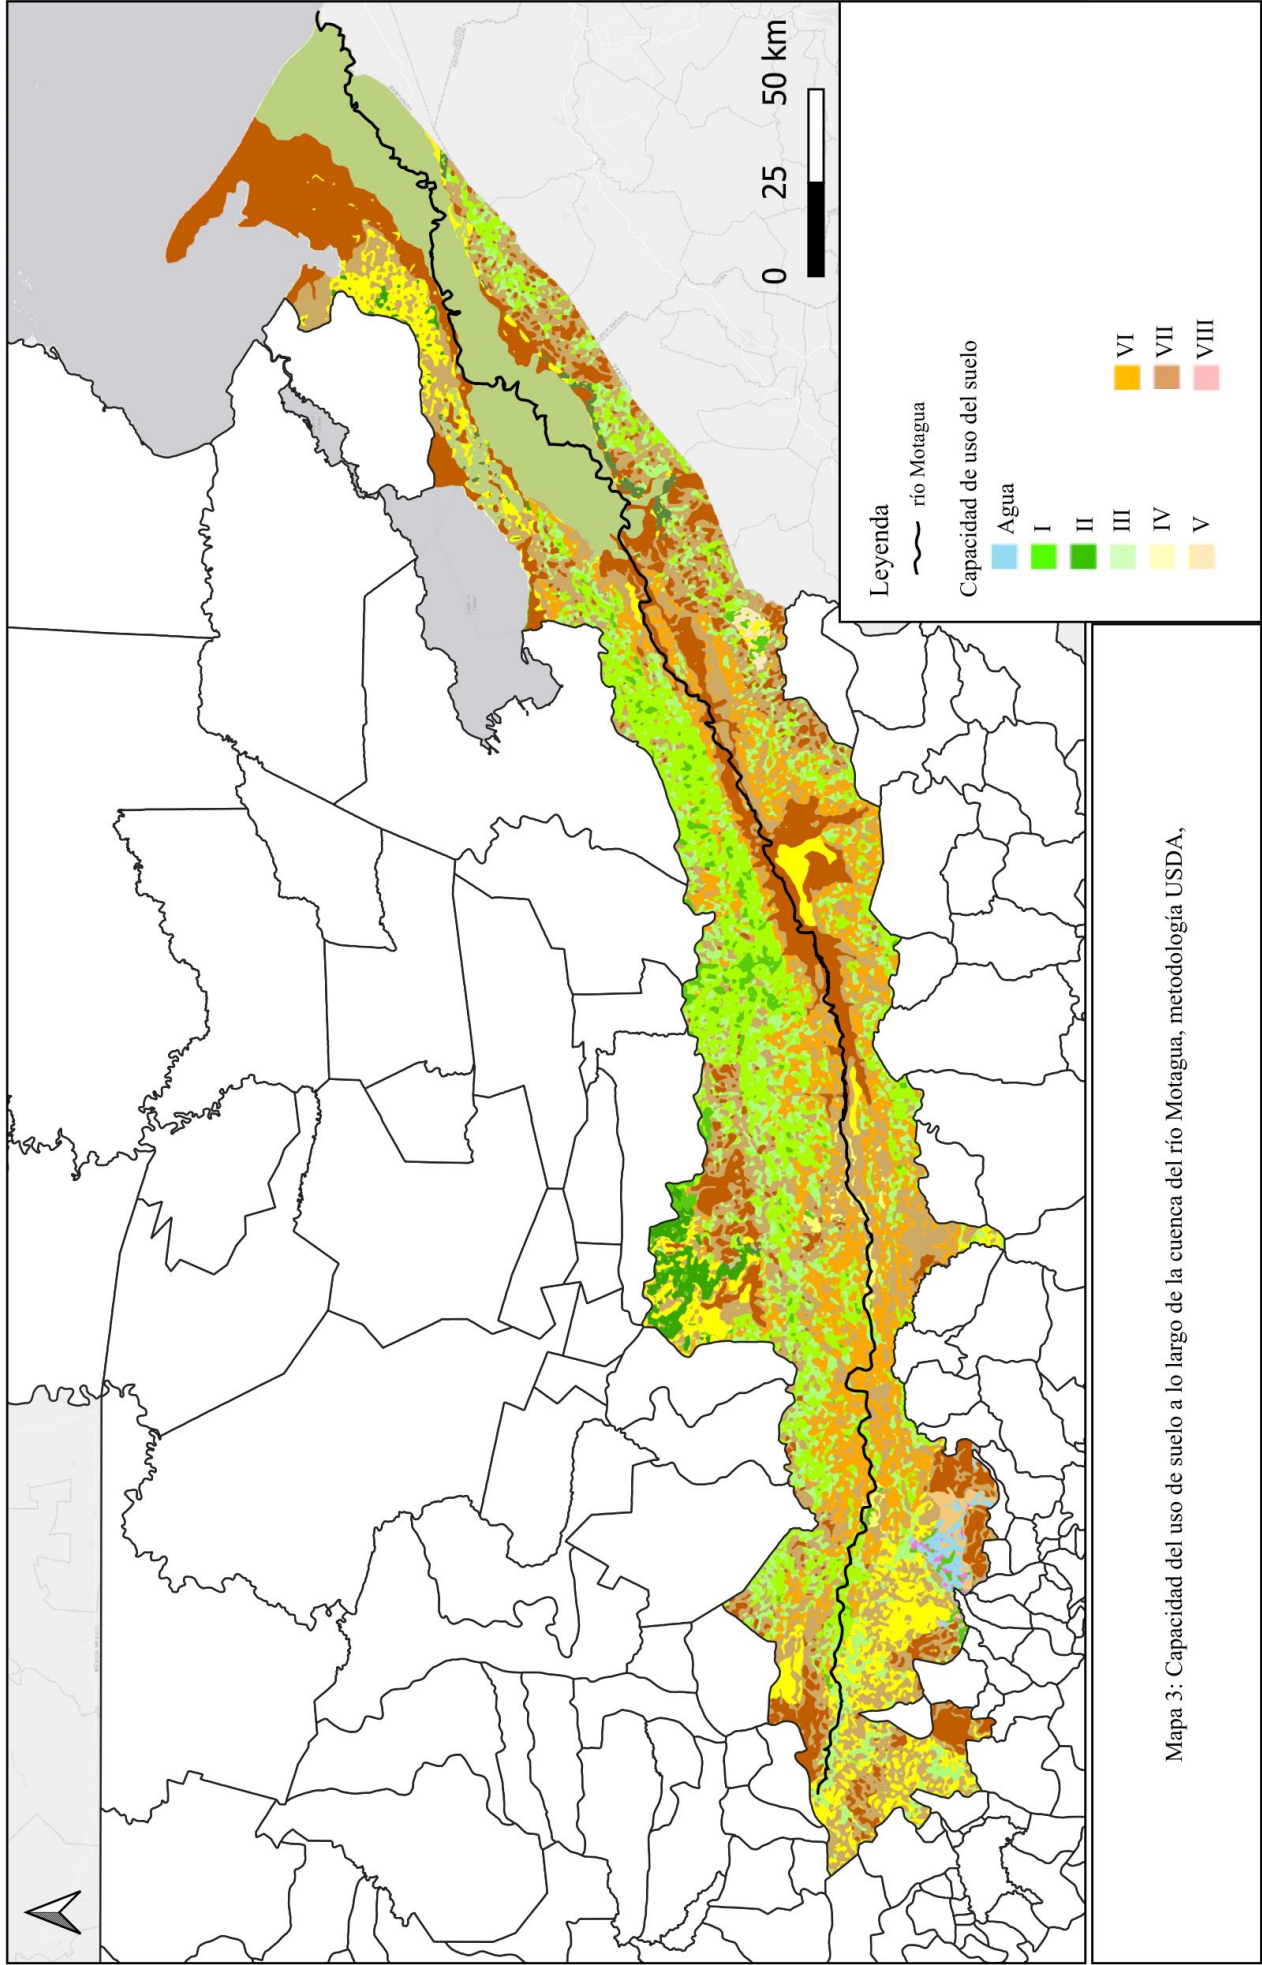 0 25 50 km
Leyenda
río Motagua
Capacidad de uso del suelo
Agua
I
II
III
IV
V
VI
VII
VIII
Mapa 3: Capacidad del uso de suelo a lo largo de la cuenca del río Motagua, metodología USDA,